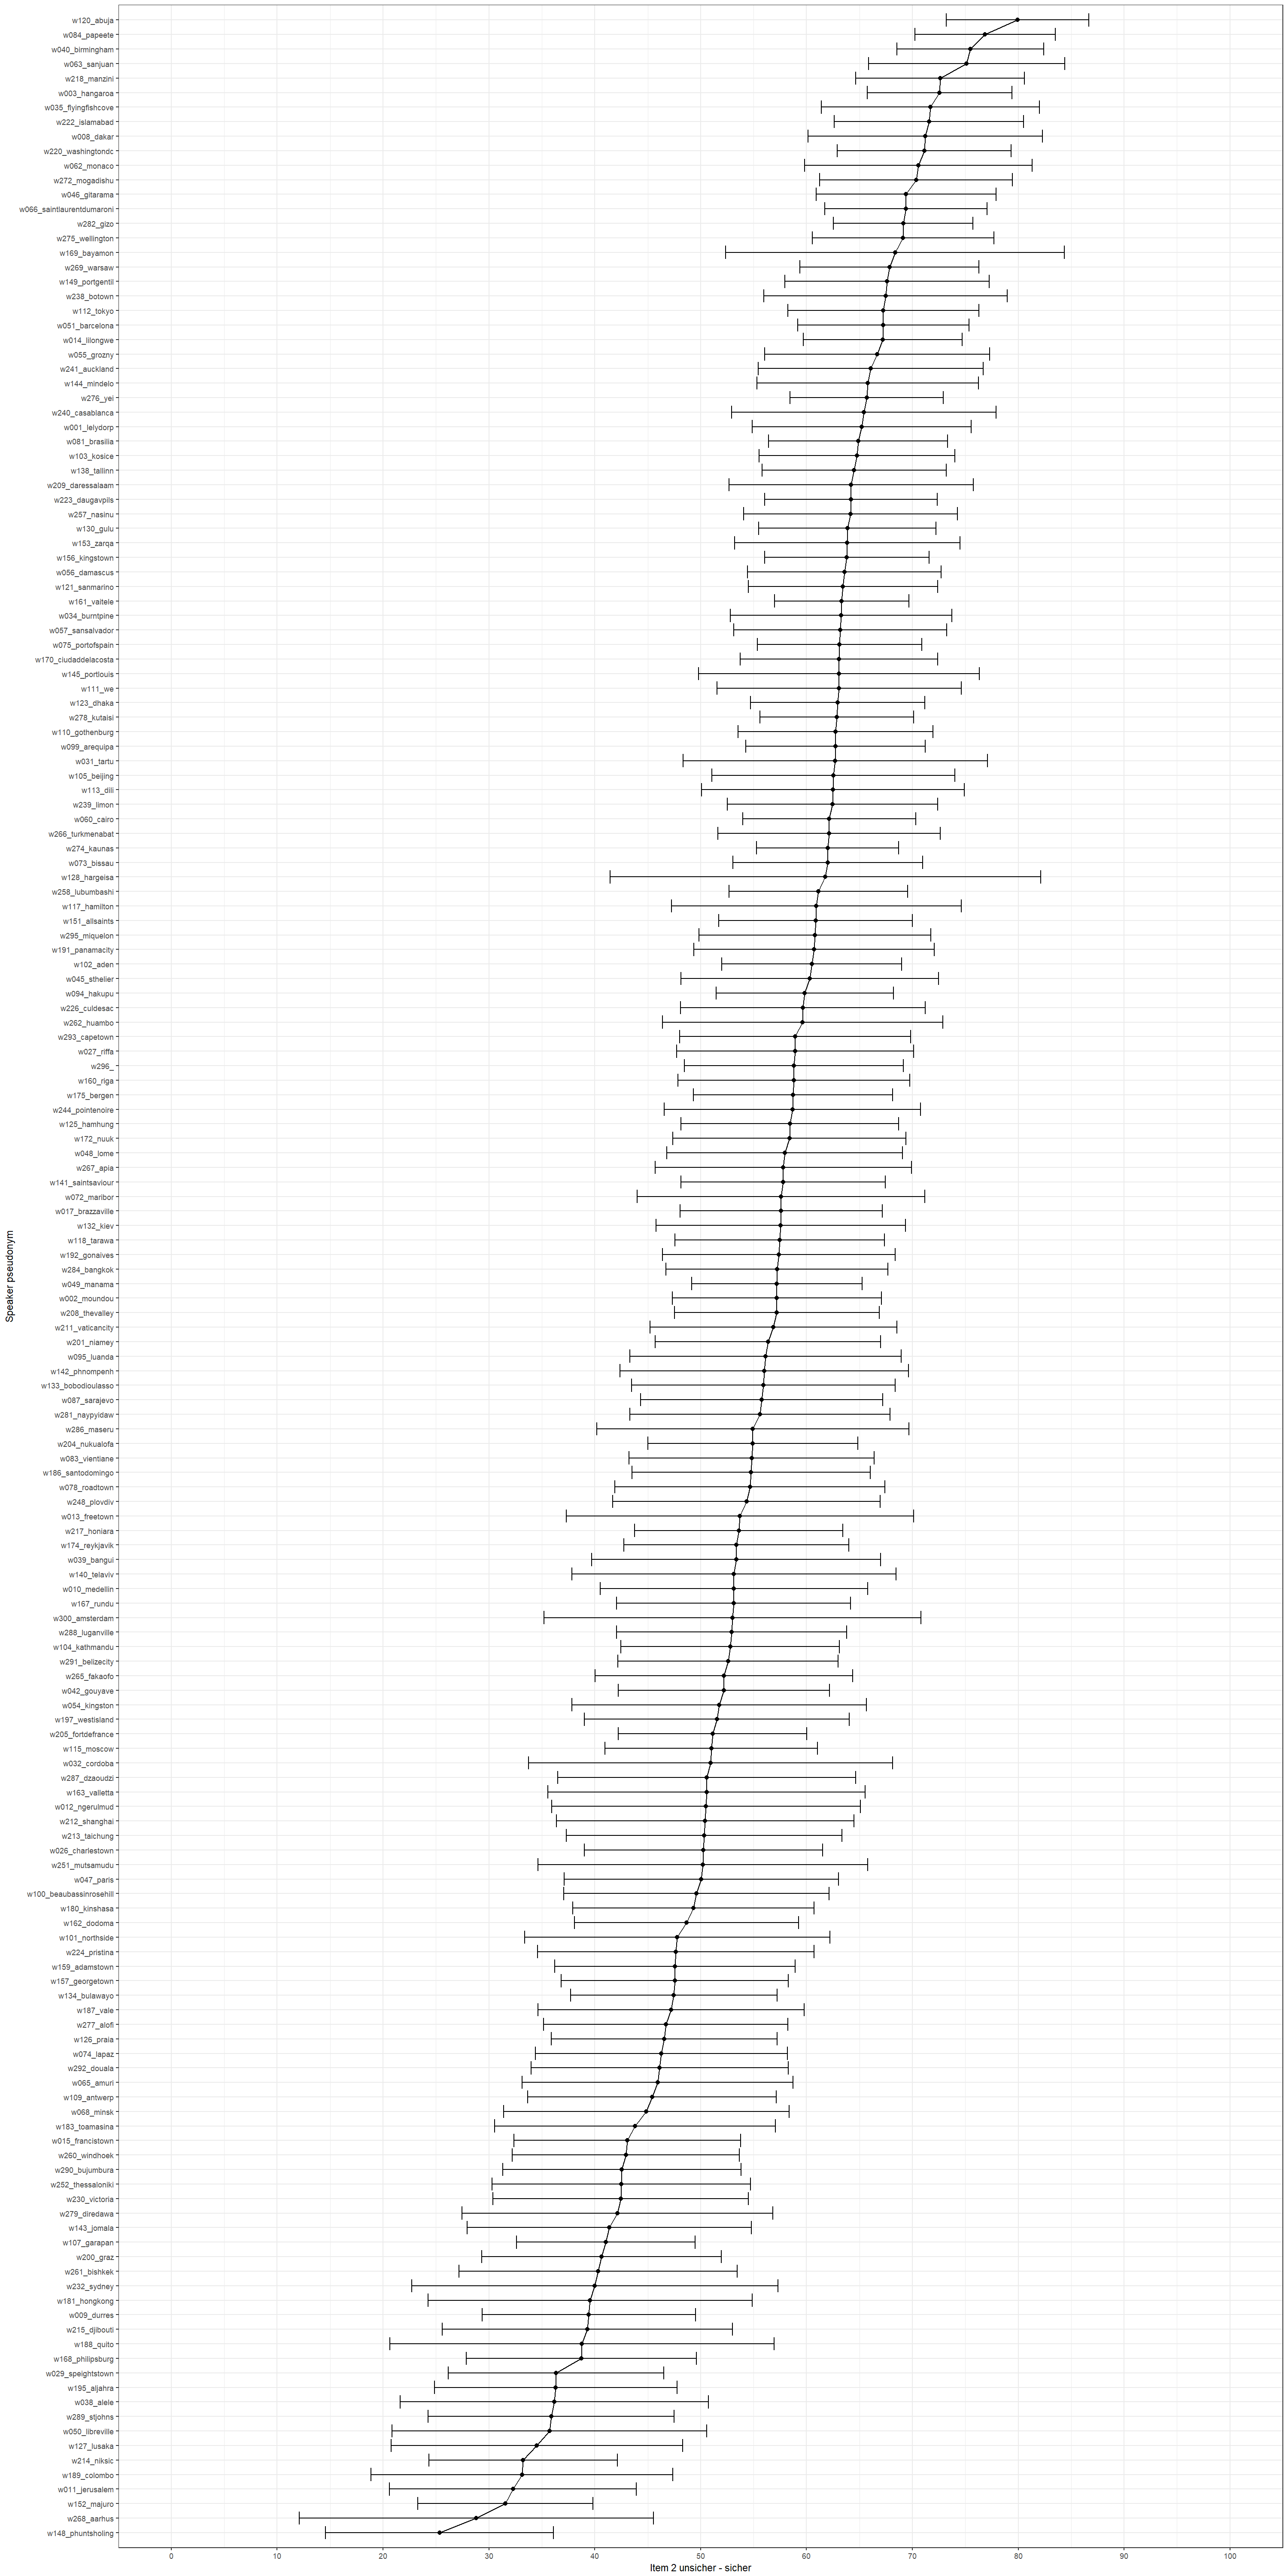 w120_abuja
w084_papeete
w040_birmingham
w063_sanjuan
w218_manzini
w003_hangaroa
w035_flyingfishcove
w222_islamabad
w008_dakar
w220_washingtondc
w062_monaco
w272_mogadishu
w046_gitarama
w066_saintlaurentdumaroni
w282_gizo
w275_wellington
w169_bayamon
w269_warsaw
w149_portgentil
w238_botown
w112_tokyo
w051_barcelona
w014_lilongwe
w055_grozny
w241_auckland
w144_mindelo
w276_yei
w240_casablanca
w001_lelydorp
w081_brasilia
w103_kosice
w138_tallinn
w209_daressalaam
w223_daugavpils
w257_nasinu
w130_gulu
w153_zarqa
w156_kingstown
w056_damascus
w121_sanmarino
w161_vaitele
w034_burntpine
w057_sansalvador
w075_portofspain
w170_ciudaddelacosta
w145_portlouis
w111_we
w123_dhaka
w278_kutaisi
w110_gothenburg
w099_arequipa
w031_tartu
w105_beijing
w113_dili
w239_limon
w060_cairo
w266_turkmenabat
w274_kaunas
w073_bissau
w128_hargeisa
w258_lubumbashi
w117_hamilton
w151_allsaints
w295_miquelon
w191_panamacity
w102_aden
w045_sthelier
w094_hakupu
w226_culdesac
w262_huambo
w293_capetown
w027_riffa
w296_
w160_riga
w175_bergen
w244_pointenoire
w125_hamhung
w172_nuuk
w048_lome
w267_apia
w141_saintsaviour
w072_maribor
w017_brazzaville
w132_kiev
w118_tarawa
w192_gonaives
w284_bangkok
w049_manama
w002_moundou
w208_thevalley
w211_vaticancity
w201_niamey
w095_luanda
w142_phnompenh
w133_bobodioulasso
w087_sarajevo
w281_naypyidaw
w286_maseru
w204_nukualofa
w083_vientiane
w186_santodomingo
w078_roadtown
w248_plovdiv
w013_freetown
w217_honiara
w174_reykjavik
w039_bangui
w140_telaviv
w010_medellin
w167_rundu
w300_amsterdam
w288_luganville
w104_kathmandu
w291_belizecity
w265_fakaofo
w042_gouyave
w054_kingston
w197_westisland
w205_fortdefrance
w115_moscow
w032_cordoba
w287_dzaoudzi
w163_valletta
w012_ngerulmud
w212_shanghai
w213_taichung
w026_charlestown
w251_mutsamudu
w047_paris
w100_beaubassinrosehill
w180_kinshasa
w162_dodoma
w101_northside
w224_pristina
w159_adamstown
w157_georgetown
w134_bulawayo
w187_vale
w277_alofi
w126_praia
w074_lapaz
w292_douala
w065_amuri
w109_antwerp
w068_minsk
w183_toamasina
w015_francistown
w260_windhoek
w290_bujumbura
w252_thessaloniki
w230_victoria
w279_diredawa
w143_jomala
w107_garapan
w200_graz
w261_bishkek
w232_sydney
w181_hongkong
w009_durres
w215_djibouti
w188_quito
w168_philipsburg
w029_speightstown
w195_aljahra
w038_alele
w289_stjohns
w050_libreville
w127_lusaka
w214_niksic
w189_colombo
w011_jerusalem
w152_majuro
w268_aarhus
w148_phuntsholing
Speaker pseudonym
0 10 20 30 40 50 60 70 80 90 100
Item 2 unsicher - sicher